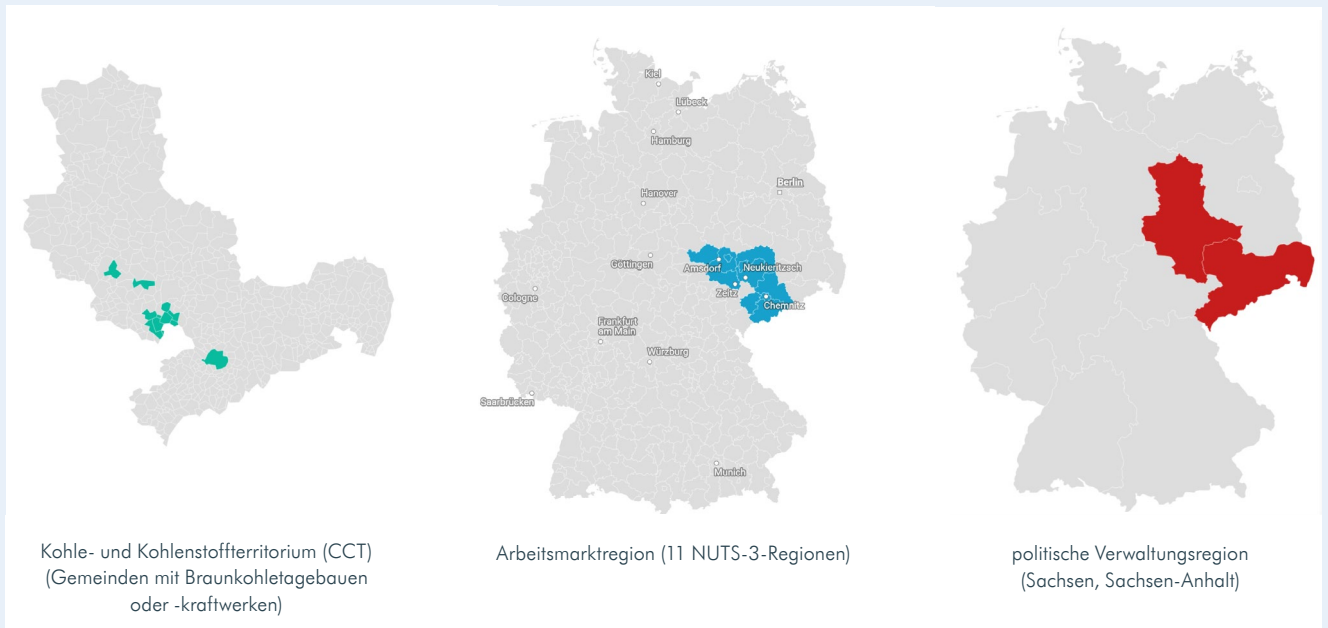 Kiel
Lübeck
Hamburg
Berlin
Hanover
Göttingen
Amsdorf
Neukieritzsch
Zeitz
Chemnitz
Cologne
Frankfurt
am Main
Würzburg
Saarbrücken
Munich
Kohle- und Kohlenstoffterritorium (CCT)
(Gemeinden mit Braunkohletagebauen
oder -kraftwerken)
Arbeitsmarktregion (11 NUTS-3-Regionen)
politische Verwaltungsregion
(Sachsen, Sachsen-Anhalt)